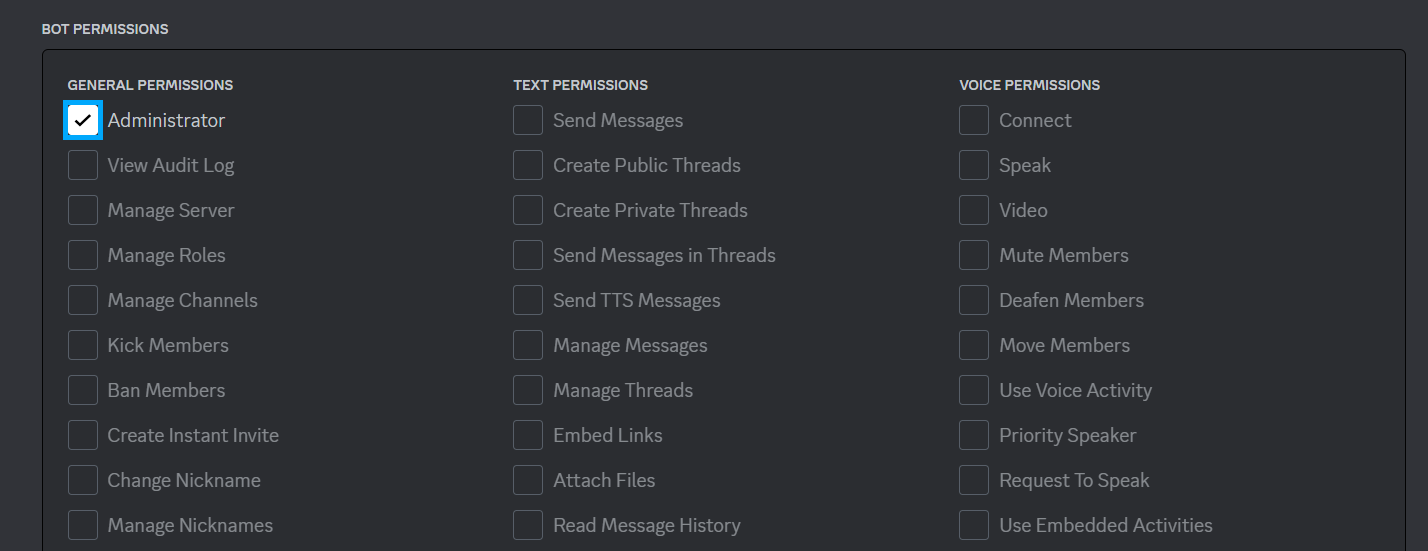 BOT PERMISSIONS
GENERAL PERMISSIONS
Administrator
View Audit Log
Manage Server
Manage Roles
Manage Channels
Kick Members
Ban Members
Create Instant Invite
Change Nickname
Manage Nicknames
TEXT PERMISSIONS
Send Messages
Create Public Threads
Create Private Threads
Send Messages in Threads
Send TTS Messages
Manage Messages
Manage Threads
Embed Links
Attach Files
Read Message History
VOICE PERMISSIONS
Connect
Speak
Video
Mute Members
Deafen Members
Move Members
Use Voice Activity
Priority Speaker
Request To Speak
Use Embedded Activities